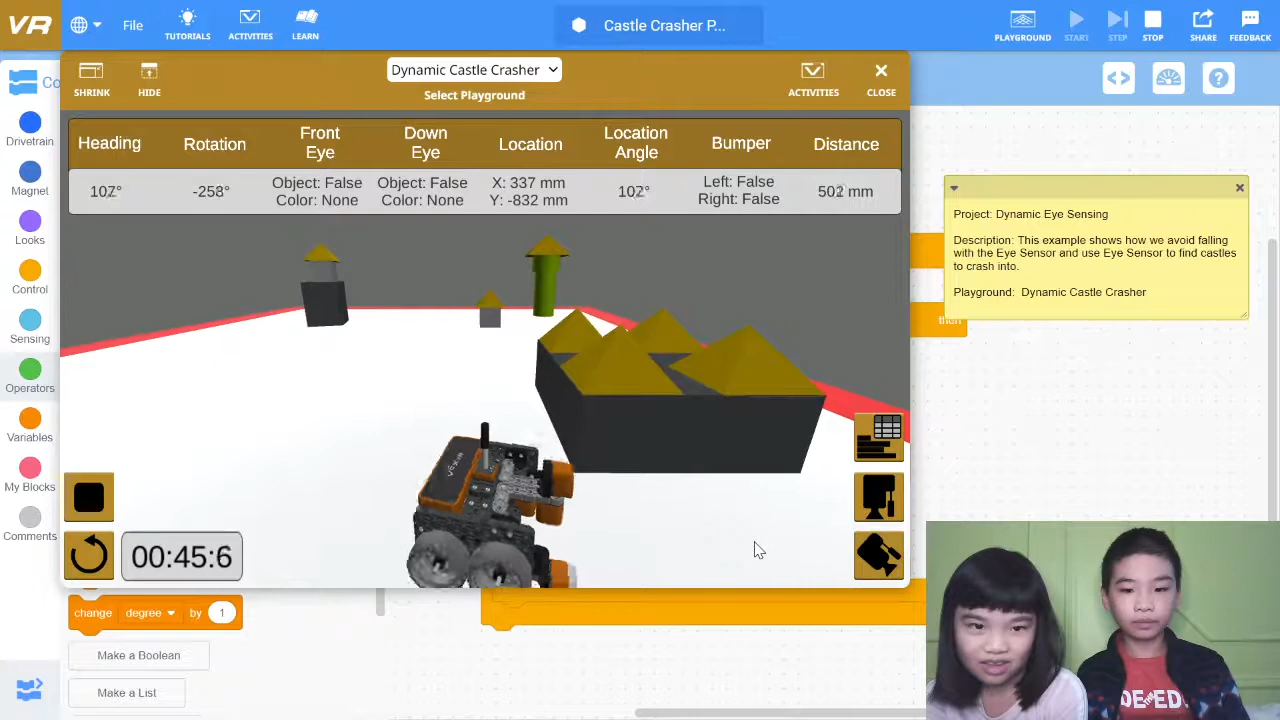 VR
File
TUTORIALS
ACTIVITIES
LEARN
Castle Crasher P...
PLAYGROUND
START
STEP
STOP
SHARE
FEEDBACK
Co
SHRINK
HIDE
Dynamic Castle Crasher
Select Playground
ACTIVITIES
CLOSE
Drivetrain
Magnet
Looks
Control
Sensing
Operators
Variables
My Blocks
Comments
Heading
Rotation
Front
Eye
Down
Eye
Location
Location
Angle
Bumper
Distance
-258°
Object: False
Color: None
Object: False
Color: None
X: 337 mm
Y: -832 mm
Left: False
Right: False
502 mm
Project: Dynamic Eye Sensing
Description: This example shows how we avoid falling
with the Eye Sensor and use Eye Sensor to find castles
to crash into.
Playground: Dynamic Castle Crasher
then
VEX
00:45:6
change degree by 1
Make a Boolean
Make a List